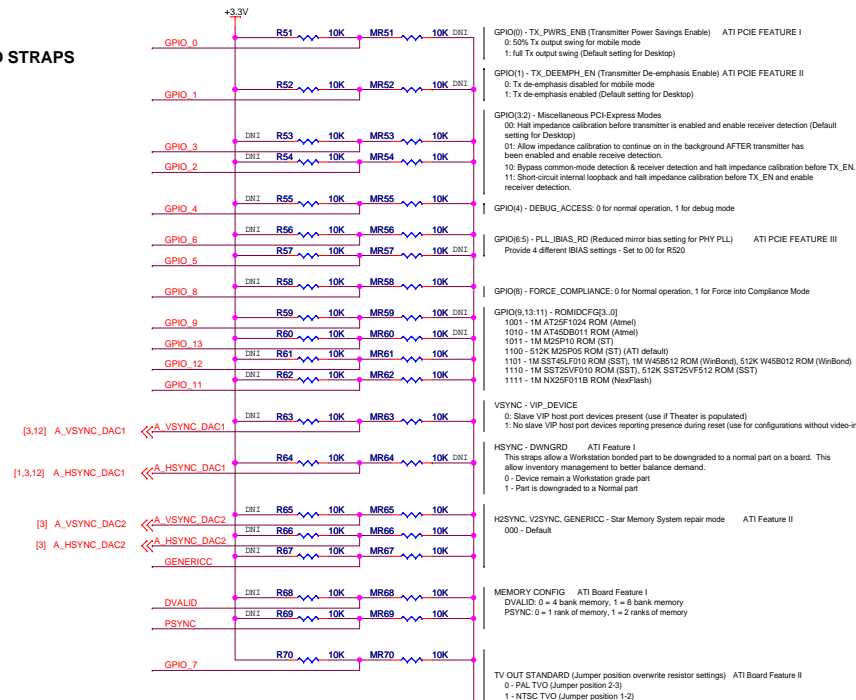 +3.3V
R51 10K MR51 10K DNI
GPIO_0
GPIO(0) - TX_PWRS_ENB (Transmitter Power Savings Enable) ATI PCIE FEATURE I
0: 50% Tx output swing for mobile mode
1: full Tx output swing (Default setting for Desktop)
STRAPS
R52 10K MR52 10K DNI
GPIO_1
GPIO(1) - TX_DEEMPH_EN (Transmitter De-emphasis Enable) ATI PCIE FEATURE II
0: Tx de-emphasis disabled for mobile mode
1: Tx de-emphasis enabled (Default setting for Desktop)
GPIO(3:2) - Miscellaneous PCI-Express Modes
00: Halt impedance calibration before transmitter is enabled and enable receiver detection (Default
setting for Desktop)
01: Allow impedance calibration to continue on in the background AFTER transmitter has
been enabled and enable receive detection.
10: Bypass common-mode detection & receiver detection and halt impedance calibration before TX_EN.
11: Short-circuit internal loopback and halt impedance calibration before TX_EN and enable
receiver detection.
DNI R53 10K MR53 10K
GPIO_3
DNI R54 10K MR54 10K
GPIO_2
DNI R55 10K MR55 10K
GPIO_4
GPIO(4) - DEBUG_ACCESS: 0 for normal operation, 1 for debug mode
DNI R56 10K MR56 10K
GPIO_6
R57 10K MR57 10K DNI
GPIO_5
GPIO(6:5) - PLL_IBIAS_RD (Reduced mirror bias setting for PHY PLL) ATI PCIE FEATURE III
Provide 4 different IBIAS settings - Set to 00 for R520
DNI R58 10K MR58 10K
GPIO_8
GPIO(8) - FORCE_COMPLIANCE: 0 for Normal operation, 1 for Force into Compliance Mode
R59 10K MR59 10K DNI
GPIO_9
R60 10K MR60 10K DNI
GPIO_13
DNI R61 10K MR61 10K
GPIO_12
DNI R62 10K MR62 10K
GPIO_11
GPIO(9,13:11) - ROMIDCFG[3..0]
1001 - 1M AT25F1024 ROM (Atmel)
1010 - 1M AT45DB011 ROM (Atmel)
1011 - 1M M25P10 ROM (ST)
1100 - 512K M25P05 ROM (ST) (ATI default)
1101 - 1M SST45LF010 ROM (SST), 1M W45B512 ROM (WinBond), 512K W45B012 ROM (WinBond)
1110 - 1M SST25VF010 ROM (SST), 512K SST25VF512 ROM (SST)
1111 - 1M NX25F011B ROM (NexFlash)
DNI R63 10K MR63 10K
[3,12] A_VSYNC_DAC1 A_VSYNC_DAC1
VSYNC - VIP_DEVICE
0: Slave VIP host port devices present (use if Theater is populated)
1: No slave VIP host port devices reporting presence during reset (use for configurations without video-in
R64 10K MR64 10K DNI
[1,3,12] A_HSYNC_DAC1 A_HSYNC_DAC1
HSYNC - DWNGRD ATI Feature I
This straps allow a Workstation bonded part to be downgraded to a normal part on a board. This
allow inventory management to better balance demand.
0 - Device remain a Workstation grade part
1 - Part is downgraded to a Normal part
DNI R65 10K MR65 10K
[3] A_VSYNC_DAC2 A_VSYNC_DAC2
DNI R66 10K MR66 10K
[3] A_HSYNC_DAC2 A_HSYNC_DAC2
DNI R67 10K MR67 10K
GENERICC
H2SYNC, V2SYNC, GENERICC - Star Memory System repair mode ATI Feature II
000 - Default
DNI R68 10K MR68 10K
DVALID
DNI R69 10K MR69 10K
PSYNC
MEMORY CONFIG ATI Board Feature I
DVALID: 0 = 4 bank memory, 1 = 8 bank memory
PSYNC: 0 = 1 rank of memory, 1 = 2 ranks of memory
R70 10K MR70 10K
GPIO_7
TV OUT STANDARD (Jumper position overwrite resistor settings) ATI Board Feature II
0 - PAL TVO (Jumper position 2-3)
1 - NTSC TVO (Jumper position 1-2)